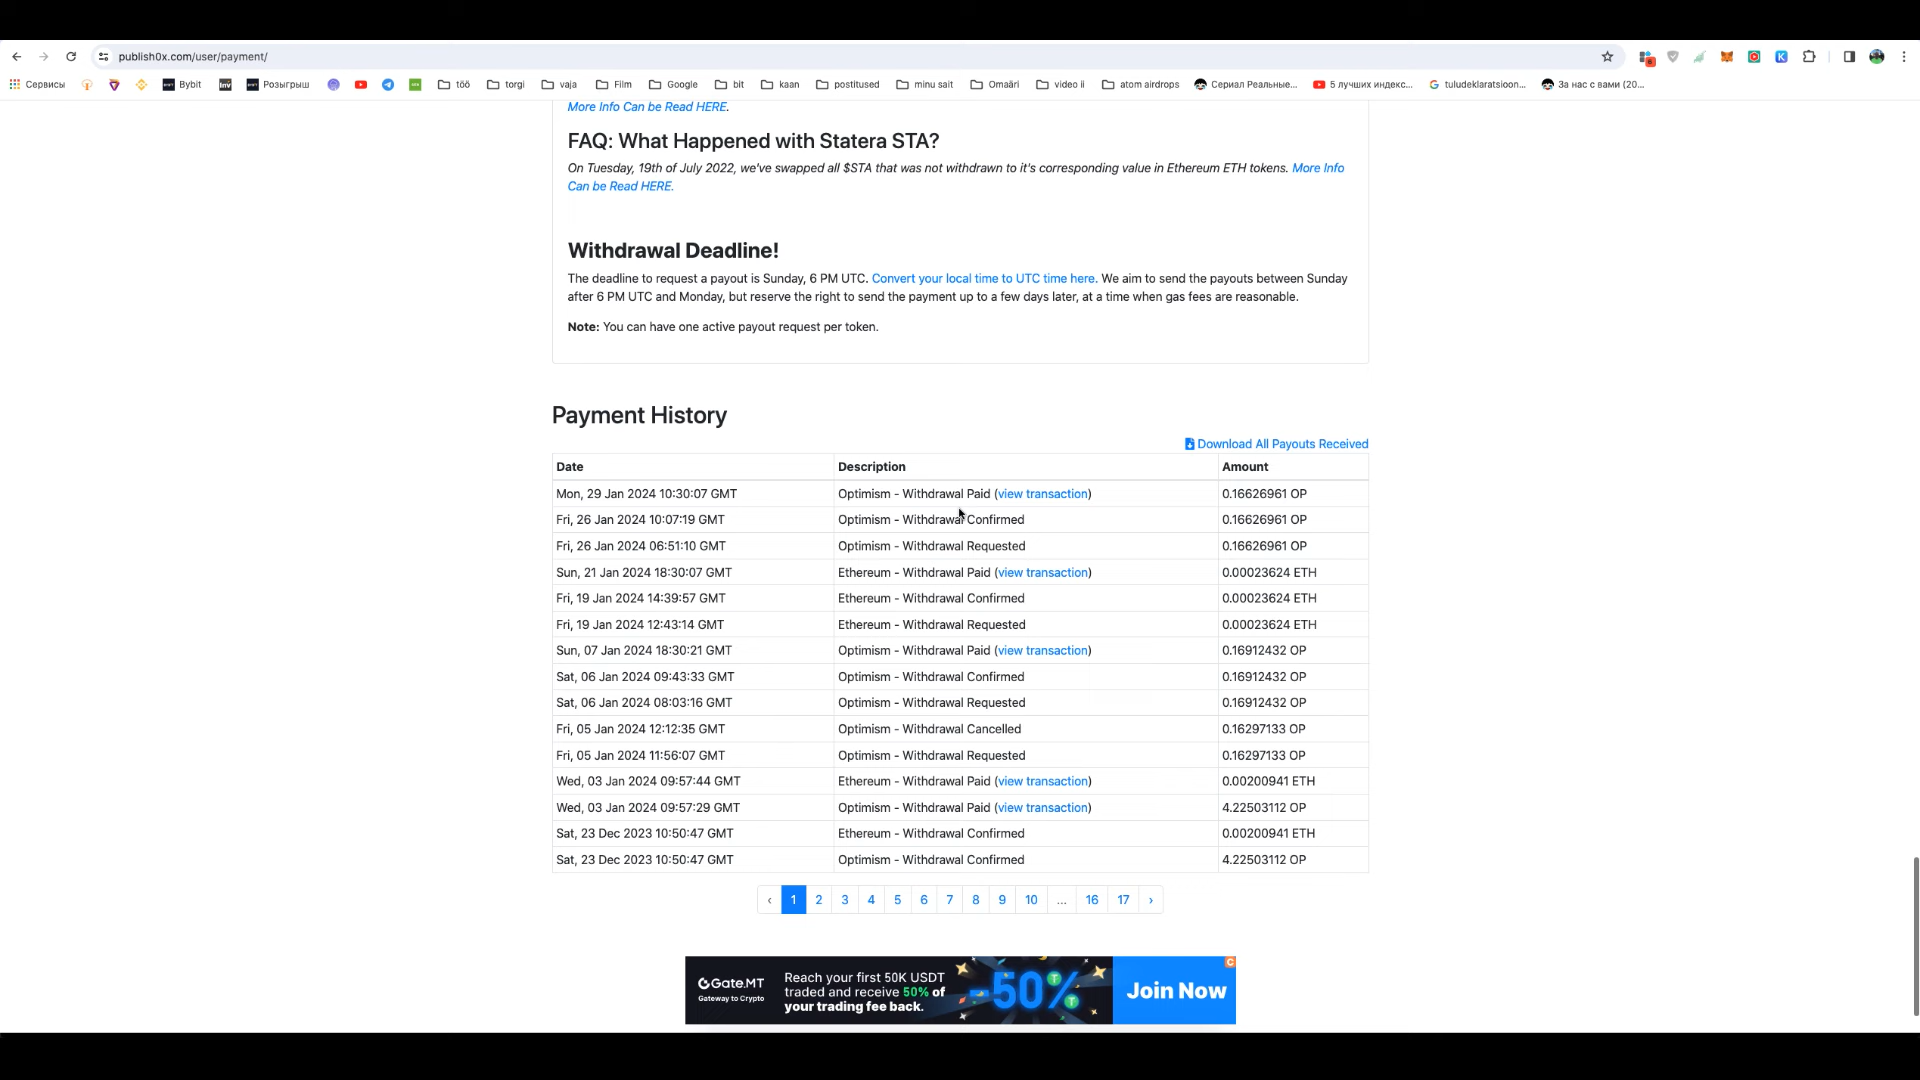 publish0x.com/user/payment/
Сервисы Bybit Розыгрыш töö torgi vaja Film Google bit kaan postitused minu sait Omaäri video ii atom airdrops Сериал Реальные... 5 лучших индекс... tuludeklaratsioon... За нас с вами (20...
More Info Can be Read HERE.
FAQ: What Happened with Statera STA?
On Tuesday, 19th of July 2022, we've swapped all $STA that was not withdrawn to it's corresponding value in Ethereum ETH tokens. More Info
Can be Read HERE.
Withdrawal Deadline!
The deadline to request a payout is Sunday, 6 PM UTC. Convert your local time to UTC time here. We aim to send the payouts between Sunday
after 6 PM UTC and Monday, but reserve the right to send the payment up to a few days later, at a time when gas fees are reasonable.
Note: You can have one active payout request per token.
Payment History
Download All Payouts Received
Date Description Amount
Mon, 29 Jan 2024 10:30:07 GMT Optimism - Withdrawal Paid (view transaction) 0.16626961 OP
Fri, 26 Jan 2024 10:07:19 GMT Optimism - Withdrawal Confirmed 0.16626961 OP
Fri, 26 Jan 2024 06:51:10 GMT Optimism - Withdrawal Requested 0.16626961 OP
Sun, 21 Jan 2024 18:30:07 GMT Ethereum - Withdrawal Paid (view transaction) 0.00023624 ETH
Fri, 19 Jan 2024 14:39:57 GMT Ethereum - Withdrawal Confirmed 0.00023624 ETH
Fri, 19 Jan 2024 12:43:14 GMT Ethereum - Withdrawal Requested 0.00023624 ETH
Sun, 07 Jan 2024 18:30:21 GMT Optimism - Withdrawal Paid (view transaction) 0.16912432 OP
Sat, 06 Jan 2024 09:43:33 GMT Optimism - Withdrawal Confirmed 0.16912432 OP
Sat, 06 Jan 2024 08:03:16 GMT Optimism - Withdrawal Requested 0.16912432 OP
Fri, 05 Jan 2024 12:12:35 GMT Optimism - Withdrawal Cancelled 0.16297133 OP
Fri, 05 Jan 2024 11:56:07 GMT Optimism - Withdrawal Requested 0.16297133 OP
Wed, 03 Jan 2024 09:57:44 GMT Ethereum - Withdrawal Paid (view transaction) 0.00200941 ETH
Wed, 03 Jan 2024 09:57:29 GMT Optimism - Withdrawal Paid (view transaction) 4.22503112 OP
Sat, 23 Dec 2023 10:50:47 GMT Ethereum - Withdrawal Confirmed 0.00200941 ETH
Sat, 23 Dec 2023 10:50:47 GMT Optimism - Withdrawal Confirmed 4.22503112 OP
‹ 1 2 3 4 5 6 7 8 9 10 ... 16 17 ›
Gate.MT
Gateway to Crypto
Reach your first 50K USDT
traded and receive 50% of
your trading fee back.
-50%
Join Now